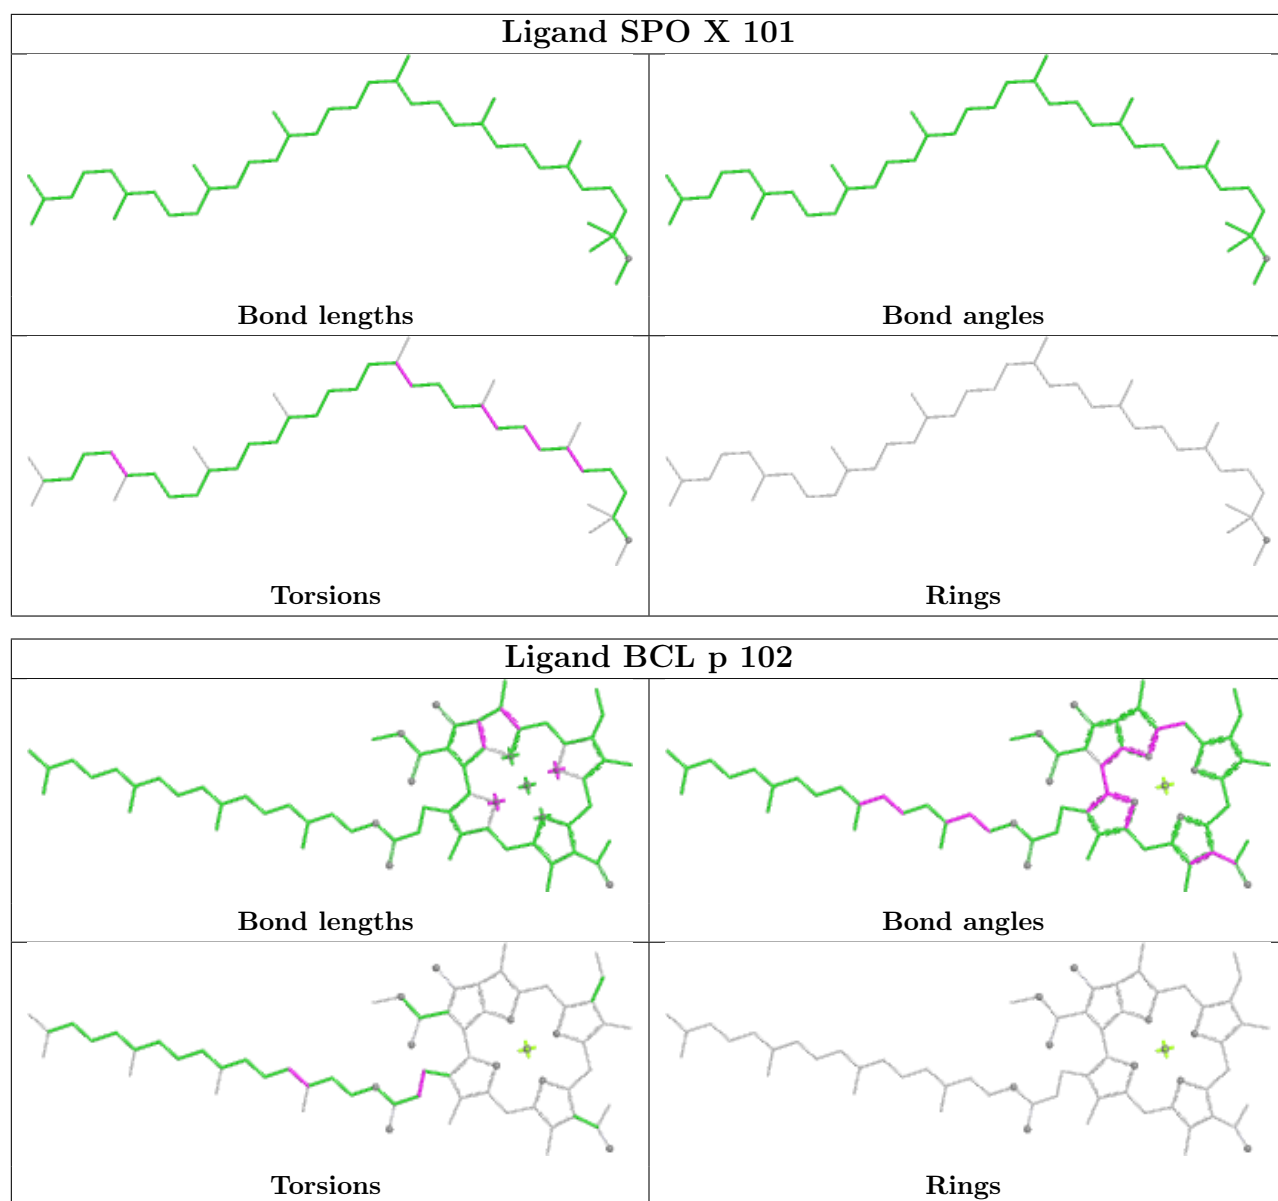 Ligand SPO X 101
Bond lengths
Bond angles
Torsions
Rings
Ligand BCL p 102
Bond lengths
Bond angles
Torsions
Rings